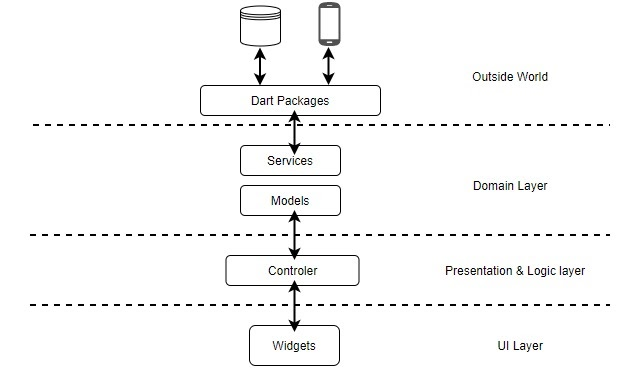 Outside World
Dart Packages
Services
Domain Layer
Models
Controler
Presentation & Logic layer
Widgets
UI Layer